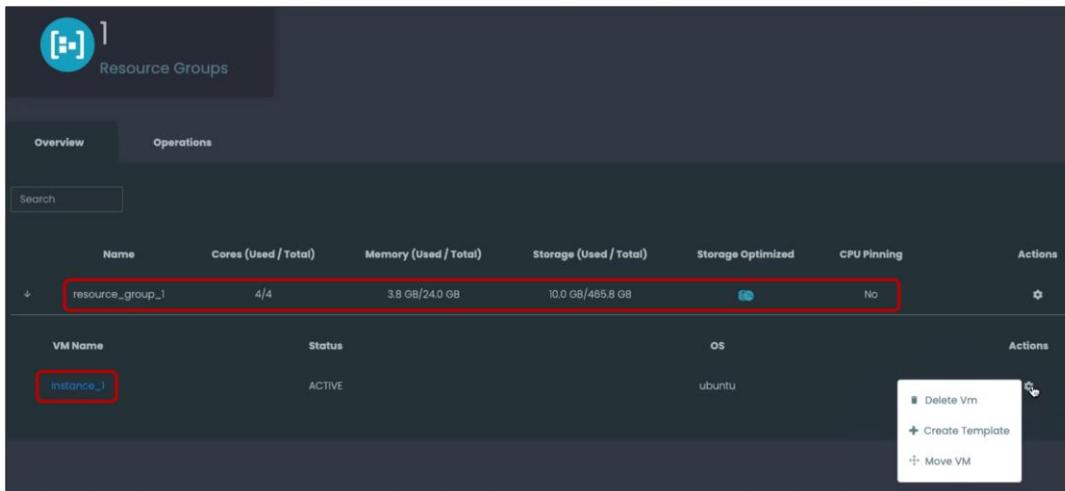 1
Resource Groups
Overview Operations
Search
Name Cores (Used / Total) Memory (Used / Total) Storage (Used / Total) Storage Optimized CPU Pinning Actions
resource_group_1 4/4 3.8 GB/24.0 GB 10.0 GB/465.8 GB No
VM Name Status OS Actions
instance_1 ACTIVE ubuntu
Delete Vm
Create Template
Move VM